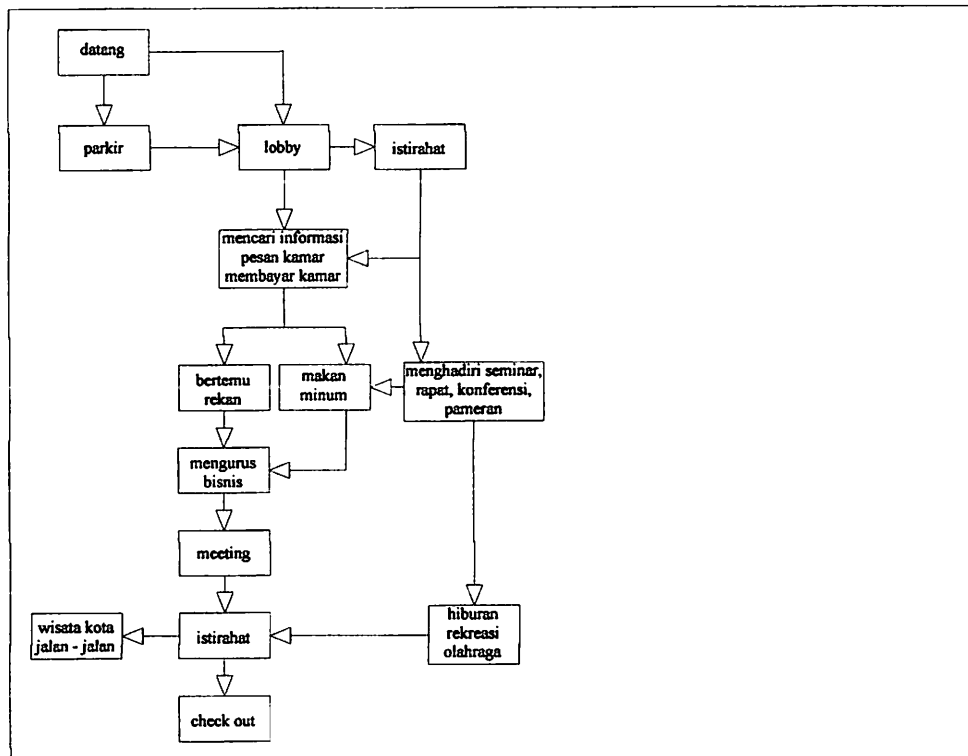 datang
parkir
lobby
istirahat
mencari informasi
pesan kamar
membayar kamar
bertemu
rekan
makan
minum
menghadiri seminar,
rapat, konferensi,
pameran
mengurus
bisnis
meeting
wisata kota
jalan - jalan
istirahat
hiburan
rekreasi
olahraga
check out